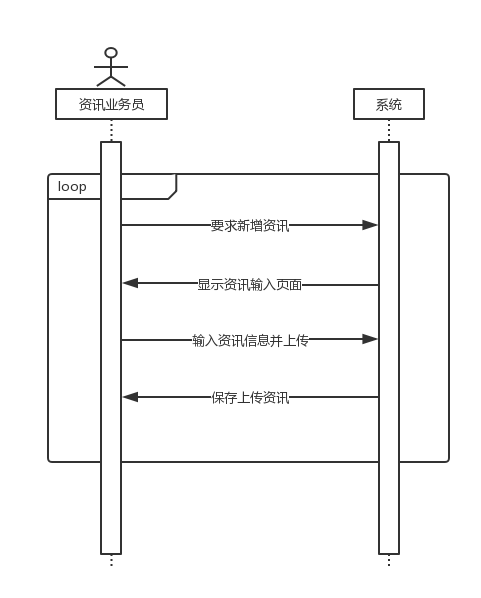 资讯业务员
系统
loop
要求新增资讯
显示资讯输入页面
输入资讯信息并上传
保存上传资讯